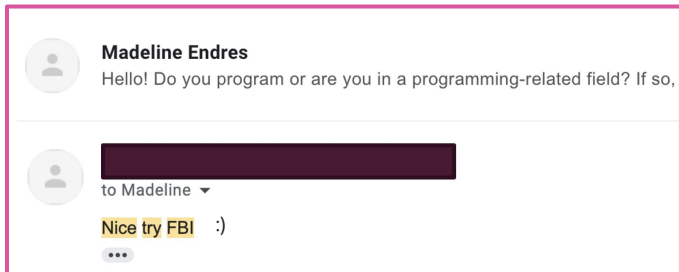 Madeline Endres
Hello! Do you program or are you in a programming-related field? If so,
to Madeline
Nice try FBI :)